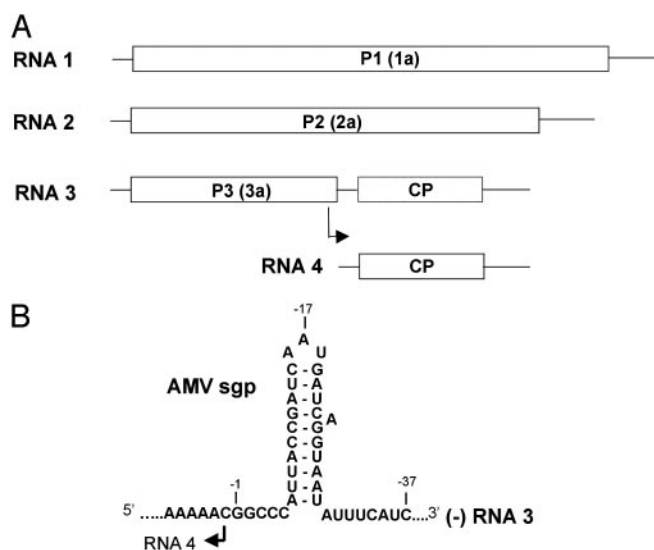 A
RNA 1
P1 (1a)
RNA 2
P2 (2a)
RNA 3
P3 (3a)
CP
RNA 4
CP
B
AMV sgp
-17
A
A U
C - G
U - A
A - U
G - C
A
C - G
C - G
A - U
U - A
U - A
A - U
-1
-37
5' .....AAAAACGGCCC
AUUUCAUC....3' (-) RNA 3
RNA 4